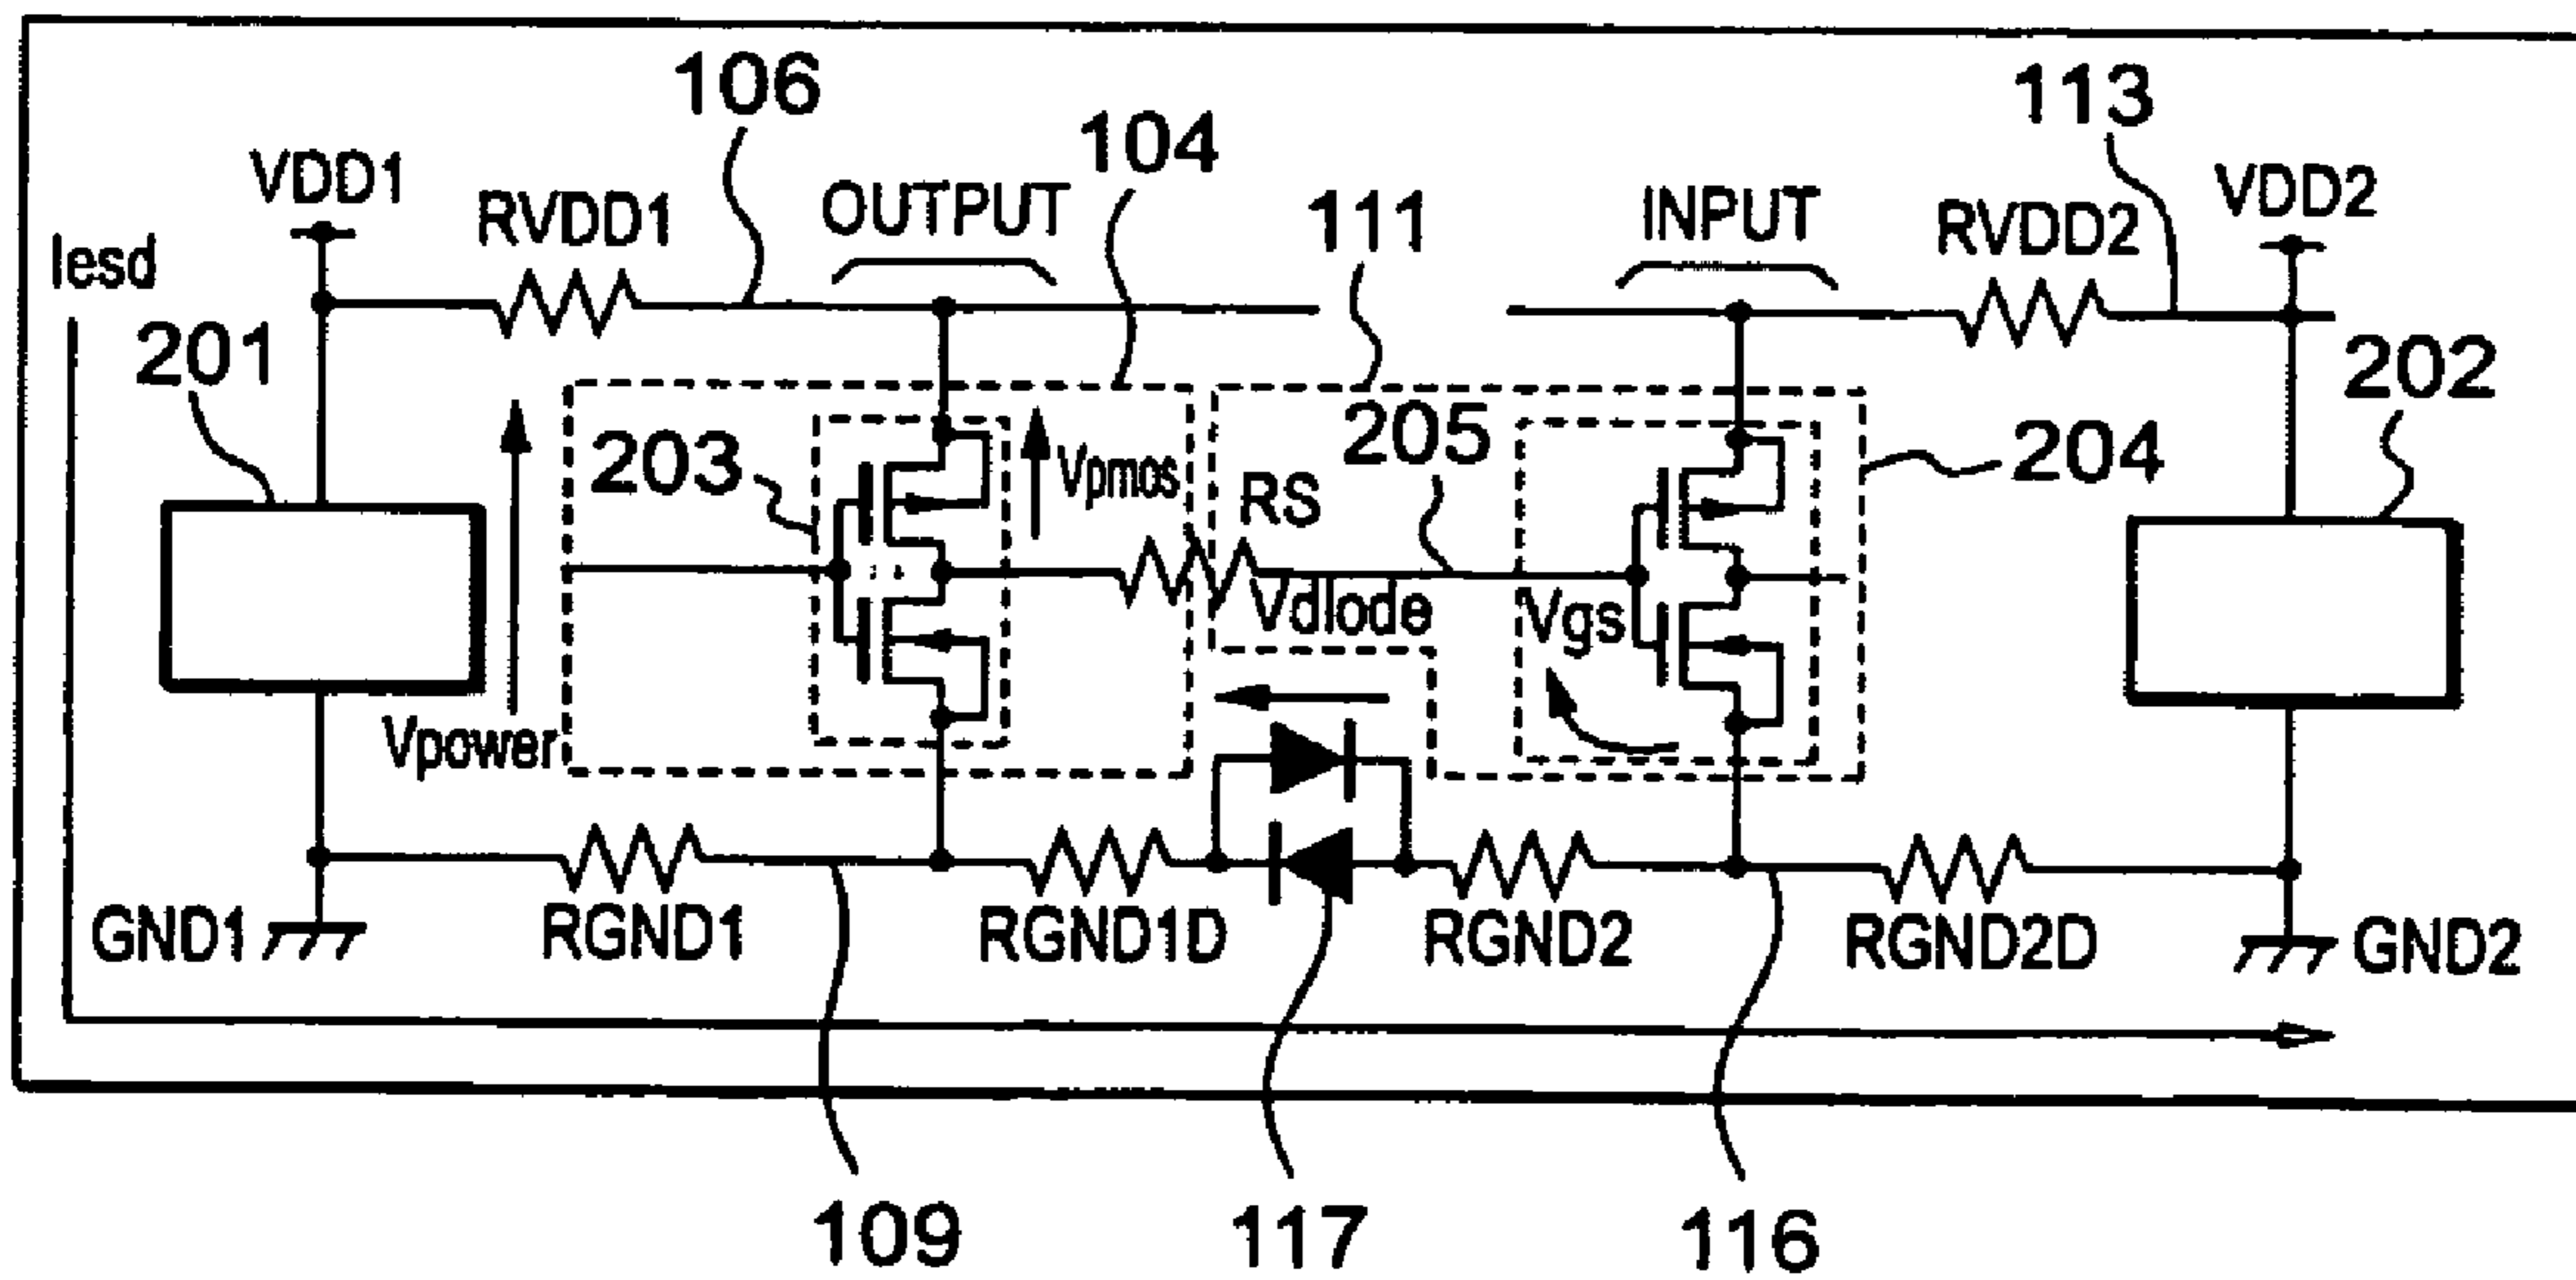 106
113
104
VDD1
RVDD1
OUTPUT
111
INPUT
RVDD2
VDD2
Iesd
201
202
203
Vpmos
205
204
RS
Vdiode
Vgs
Vpower
GND1
RGND1
RGND1D
RGND2
RGND2D
GND2
109
117
116